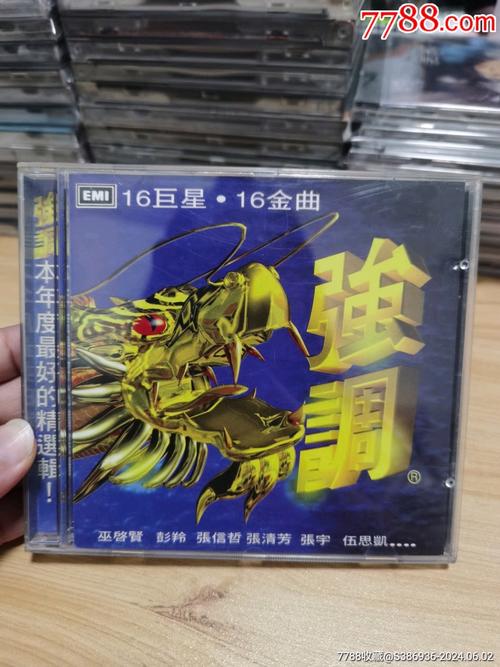 7788.com
EMI 16巨星・16金曲
強調
®
強調
本年度最好的精選輯！
巫啓賢 彭羚 張信哲 張清芳 張宇 伍思凱....
7788收藏@S386936-2024.06.02